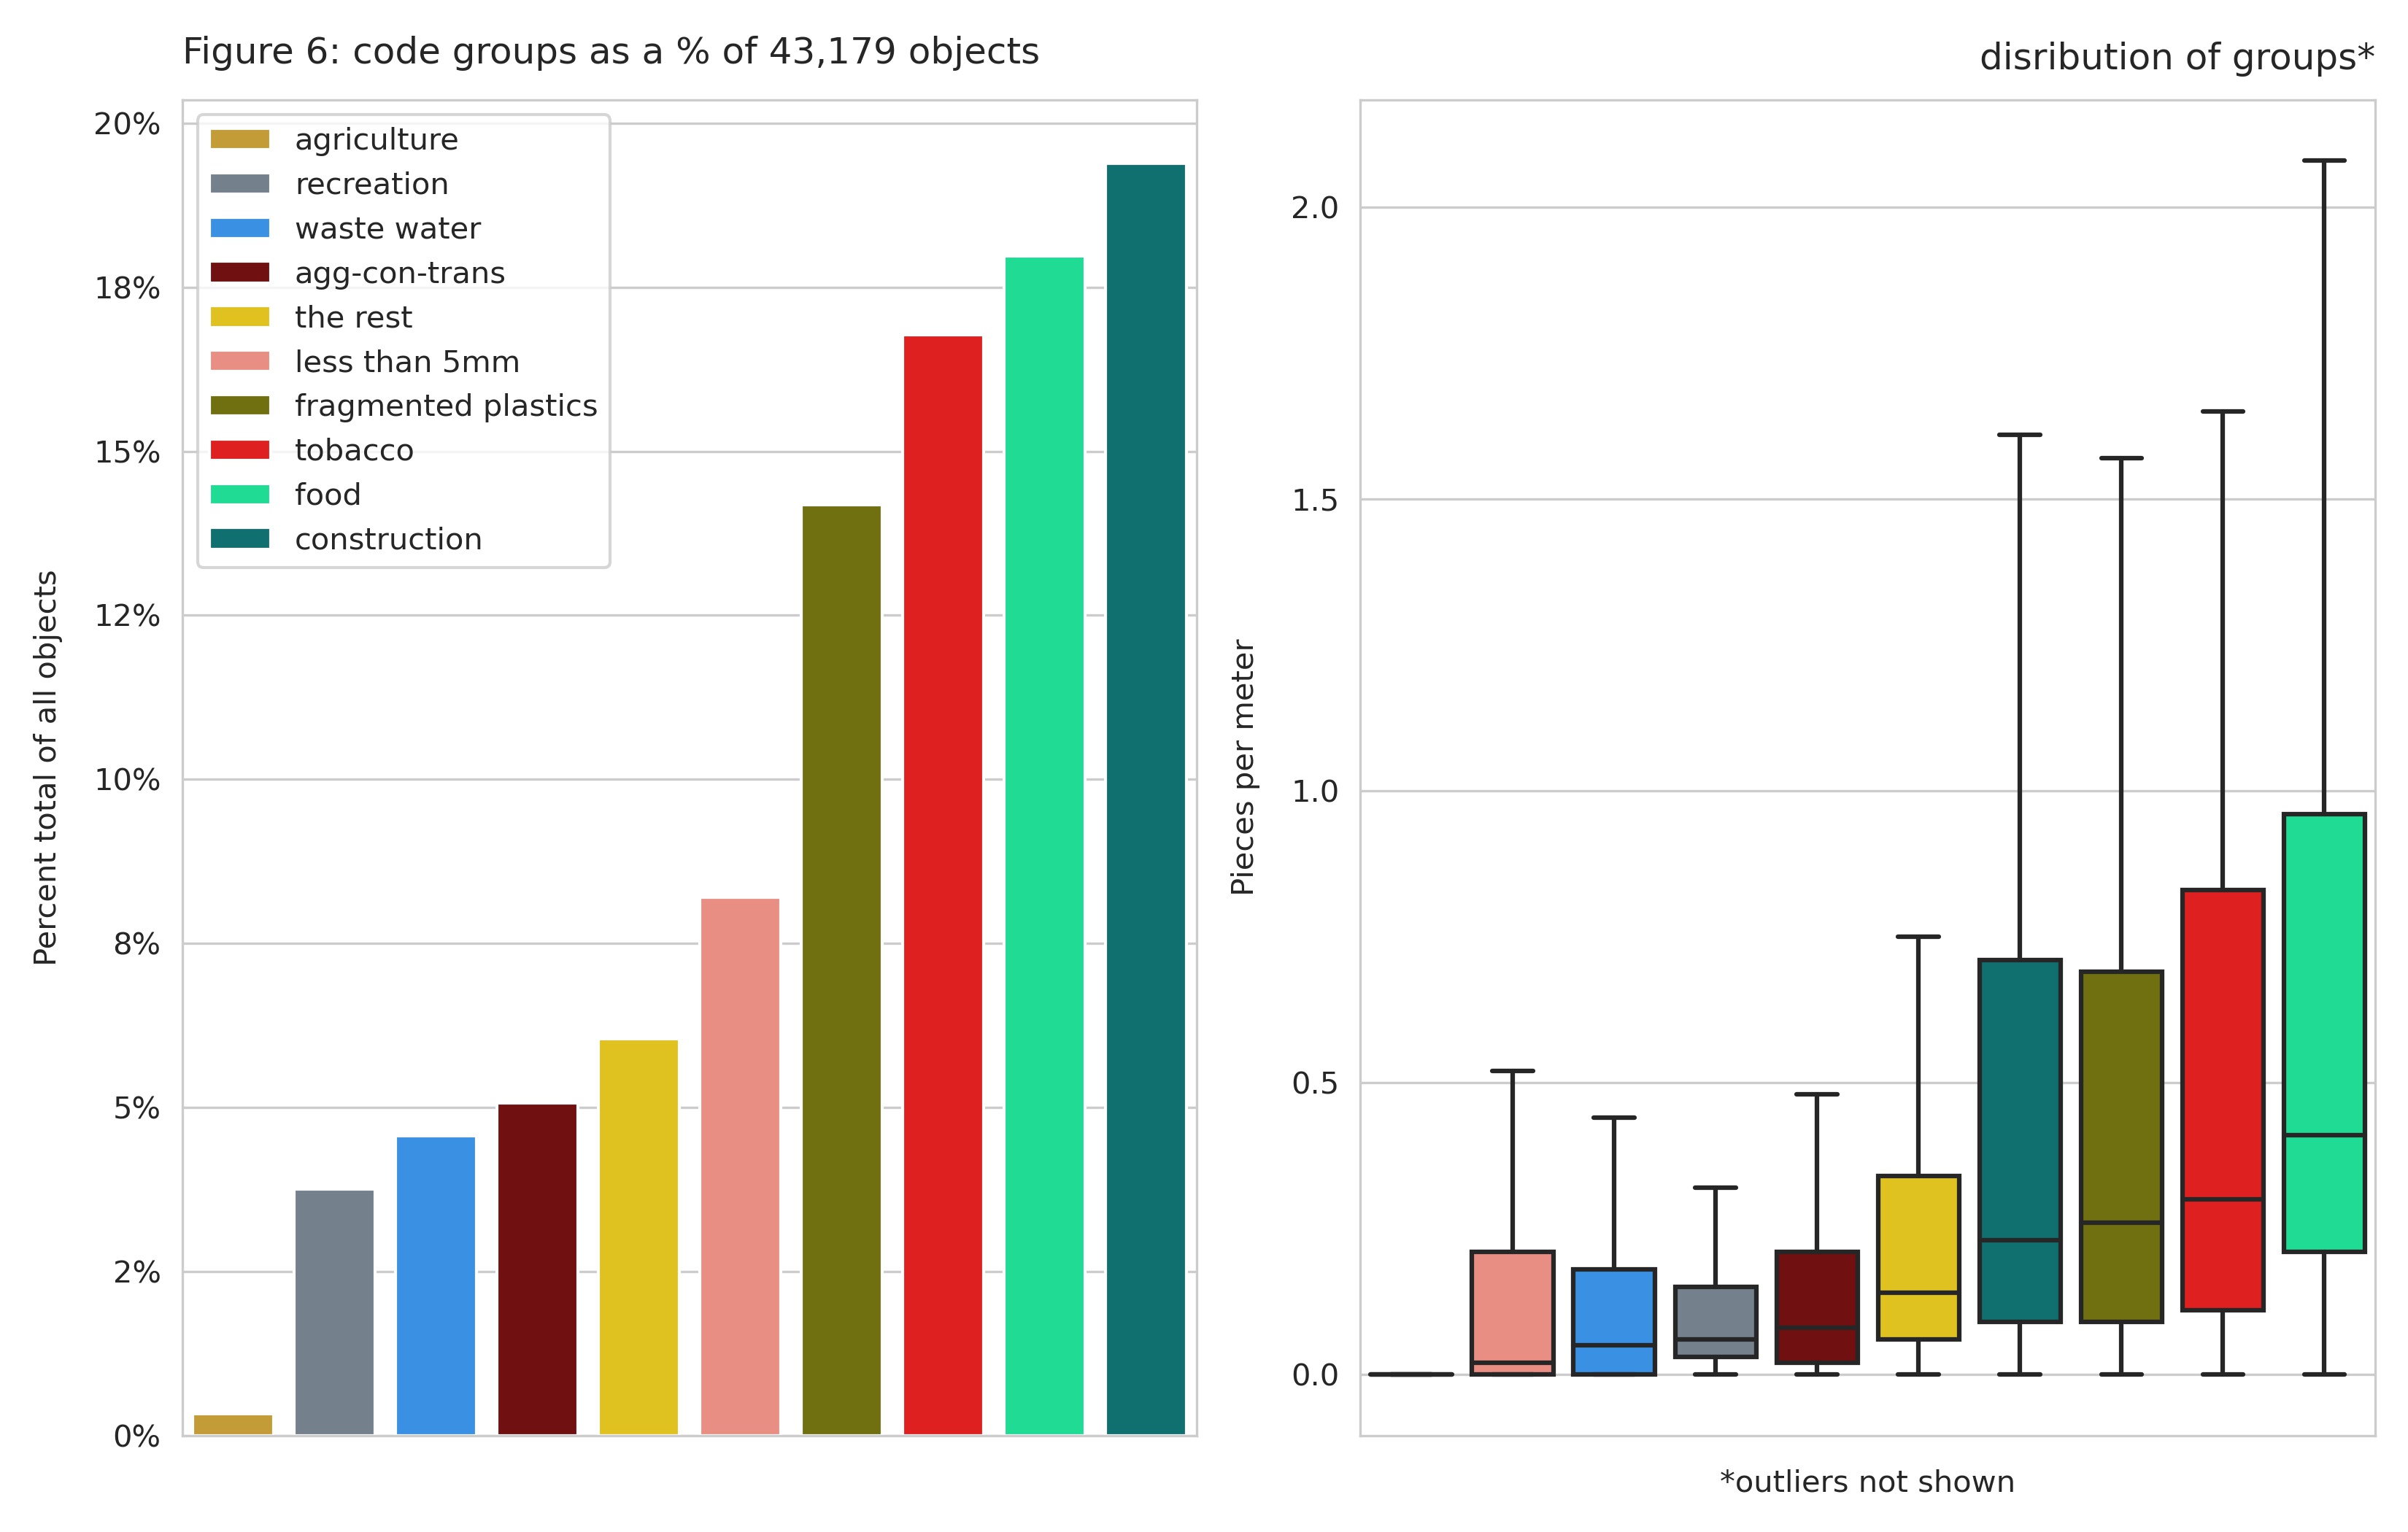 Figure 6: code groups as a % of 43,179 objects
20%
18%
15%
12%
10%
8%
5%
2%
0%
Percent total of all objects
agriculture
recreation
waste water
agg-con-trans
the rest
less than 5mm
fragmented plastics
tobacco
food
construction
disribution of groups*
2.0
1.5
1.0
0.5
0.0
Pieces per meter
*outliers not shown